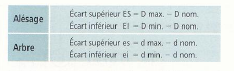 Alésage
Écart supérieur ES = D max. – D nom.
Écart inférieur EI = D min. – D nom.
Arbre
Écart supérieur es = d max. – d nom.
Écart inférieur ei = d min. – d nom.